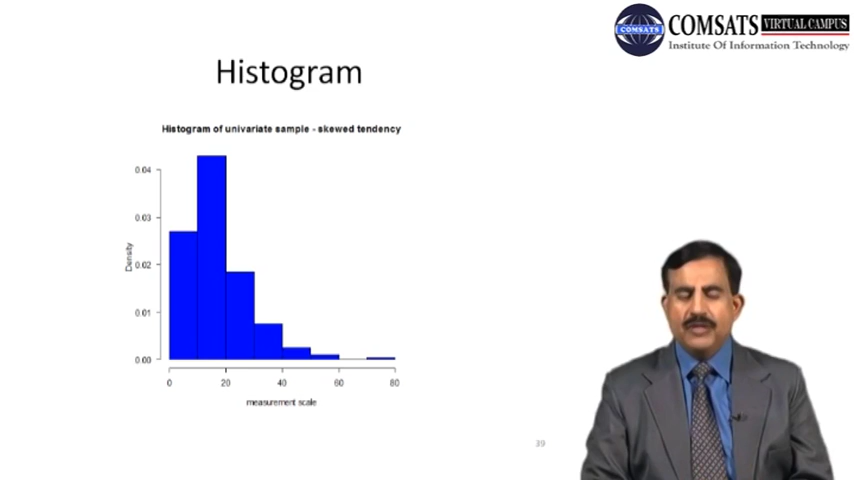 COMSATS VIRTUAL CAMPUS
COMSATS
Institute Of Information Technology
Histogram
Histogram of univariate sample - skewed tendency
0.04
0.03
Density
0.02
0.01
0.00
0 20 40 60 80
measurement scale
39